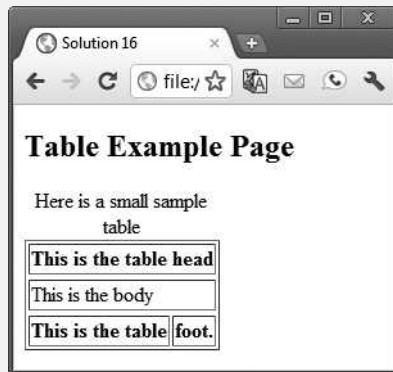 Solution 16
file:/
Table Example Page
Here is a small sample
table
This is the table head
This is the body
This is the table foot.